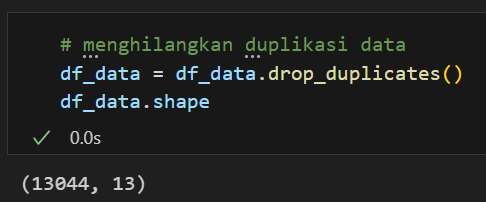 # menghilangkan duplikasi data
df_data = df_data.drop_duplicates()
df_data.shape
0.0s
(13044, 13)